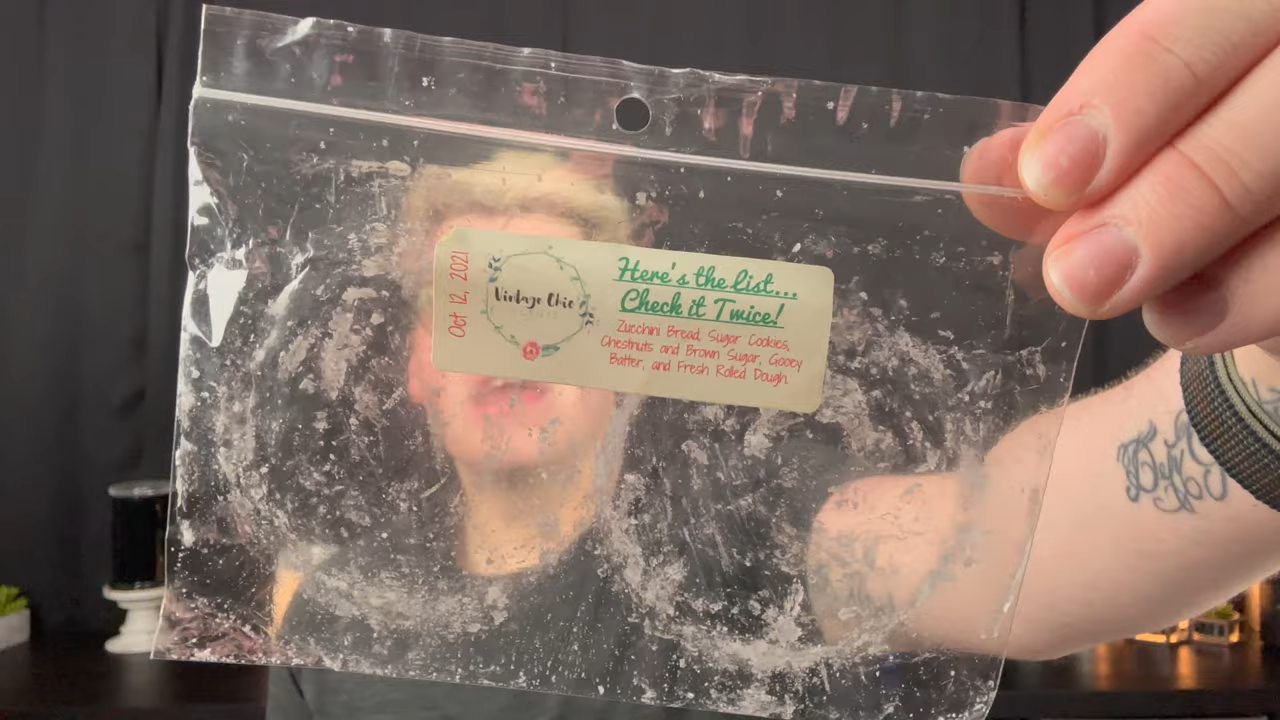 Oct 12, 2021
Vintage Chic
SCENTS
Here's the list...
Check it Twice!
Zucchini Bread, Sugar Cookies,
Chestnuts and Brown Sugar, Gooey
Batter, and Fresh Rolled Dough